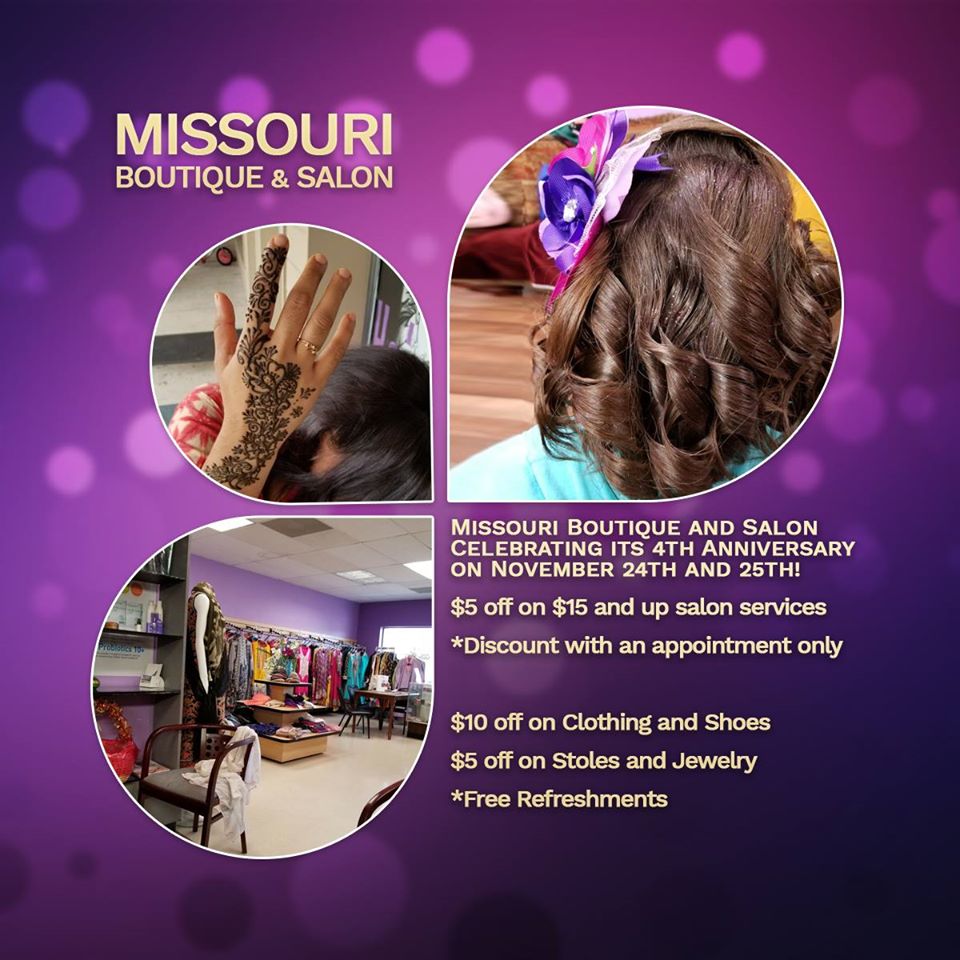 MISSOURI
BOUTIQUE & SALON
Probiotics 10+
MISSOURI BOUTIQUE AND SALON
CELEBRATING ITS 4TH ANNIVERSARY
ON NOVEMBER 24TH AND 25TH!
$5 off on $15 and up salon services
*Discount with an appointment only
$10 off on Clothing and Shoes
$5 off on Stoles and Jewelry
*Free Refreshments